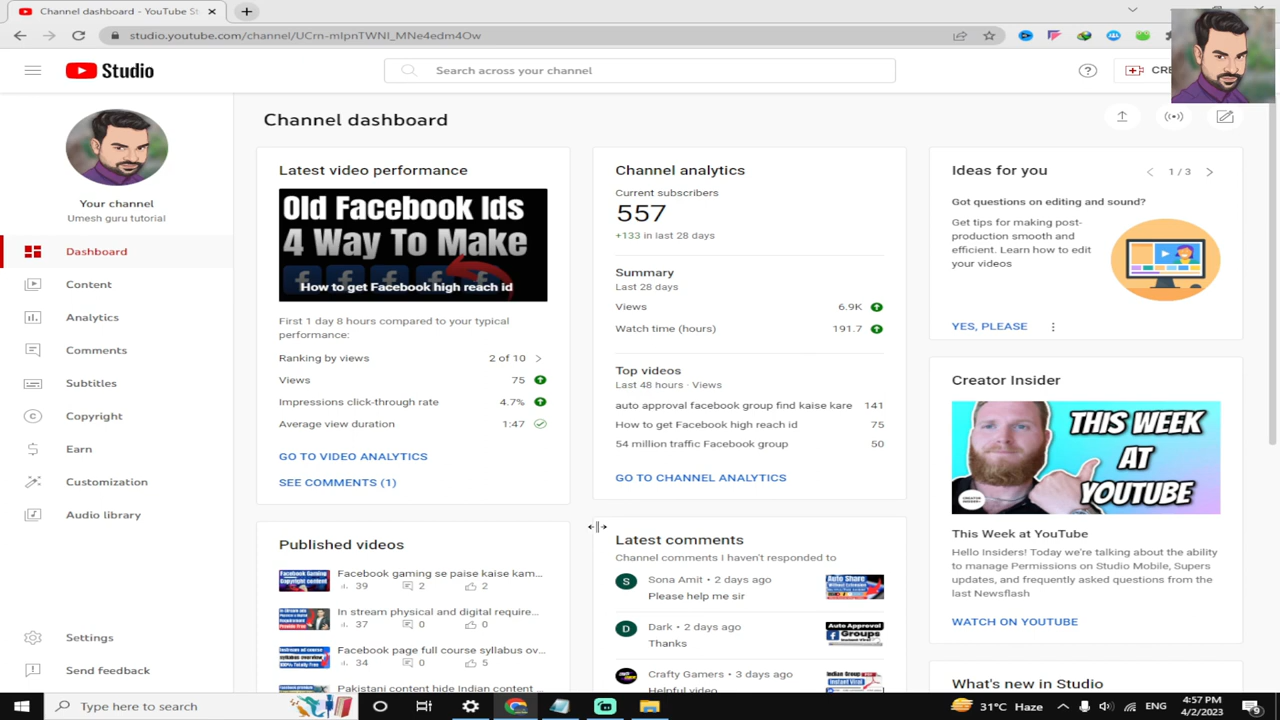 Channel dashboard - YouTube St
studio.youtube.com/channel/UCrn-mIpnTWNI_MNe4edm4Ow
Studio
Search across your channel
CRE
Your channel
Umesh guru tutorial
Dashboard
Content
Analytics
Comments
Subtitles
Copyright
Earn
Customization
Audio library
Settings
Send feedback
Channel dashboard
Latest video performance
Old Facebook Ids
4 Way To Make
How to get Facebook high reach id
First 1 day 8 hours compared to your typical
performance:
Ranking by views 2 of 10
Views 75
Impressions click-through rate 4.7%
Average view duration 1:47
GO TO VIDEO ANALYTICS
SEE COMMENTS (1)
Published videos
Facebook gaming se paise kaise kam...
39 2 2
In stream physical and digital require...
37 0 0
Facebook page full course syllabus ov...
34 0 5
Pakistani content hide Indian content ...
Channel analytics
Current subscribers
557
+133 in last 28 days
Summary
Last 28 days
Views 6.9K
Watch time (hours) 191.7
Top videos
Last 48 hours · Views
auto approval facebook group find kaise kare 141
How to get Facebook high reach id 75
54 million traffic Facebook group 50
GO TO CHANNEL ANALYTICS
Latest comments
Channel comments I haven't responded to
S
Sona Amit • 2 days ago
Please help me sir
Auto Share
D
Dark • 2 days ago
Thanks
Auto Approval
Groups
Crafty Gamers • 3 days ago
Helpful video
Indian Group
Instant Viral
Ideas for you
1 / 3
Got questions on editing and sound?
Get tips for making post-
production smooth and
efficient. Learn how to edit
your videos
YES, PLEASE
Creator Insider
THIS WEEK
AT
YOUTUBE
This Week at YouTube
Hello Insiders! Today we're talking about the ability
to manage Permissions on Studio Mobile, Supers
updates, and frequently asked questions from the
last Newsflash
WATCH ON YOUTUBE
What's new in Studio
Type here to search
31°C Haze
ENG
4:57 PM
4/2/2023
9